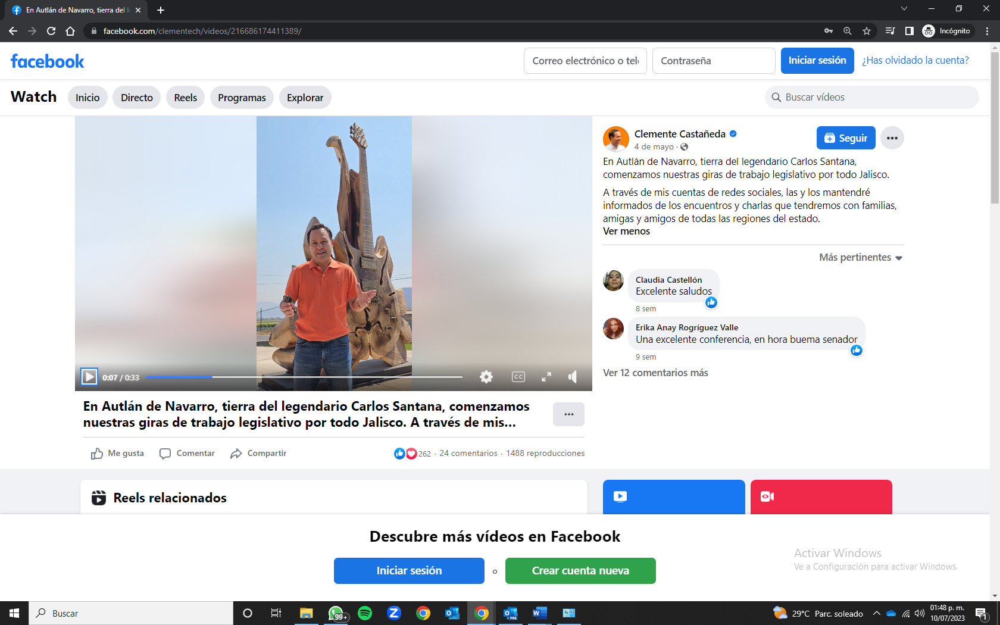 En Autlán de Navarro, tierra del l
facebook.com/clementech/videos/216686174411389/
Incógnito
facebook
Correo electrónico o telé
Contraseña
Iniciar sesión
¿Has olvidado la cuenta?
Watch
Inicio
Directo
Reels
Programas
Explorar
Buscar vídeos
Clemente Castañeda
4 de mayo ·
Seguir
En Autlán de Navarro, tierra del legendario Carlos Santana,
comenzamos nuestras giras de trabajo legislativo por todo Jalisco.
A través de mis cuentas de redes sociales, las y los mantendré
informados de los encuentros y charlas que tendremos con familias,
amigas y amigos de todas las regiones del estado.
Ver menos
Más pertinentes
Claudia Castellón
Excelente saludos
8 sem
Erika Anay Rogríguez Valle
Una excelente conferencia, en hora buema senador
9 sem
Ver 12 comentarios más
0:07 / 0:33
CC
En Autlán de Navarro, tierra del legendario Carlos Santana, comenzamos
nuestras giras de trabajo legislativo por todo Jalisco. A través de mis...
Me gusta
Comentar
Compartir
262 · 24 comentarios · 1488 reproducciones
Reels relacionados
Descubre más vídeos en Facebook
Iniciar sesión
o
Crear cuenta nueva
Activar Windows
Ve a Configuración para activar Windows.
Buscar
99+
PRE
29°C Parc. soleado
01:48 p. m.
10/07/2023
1